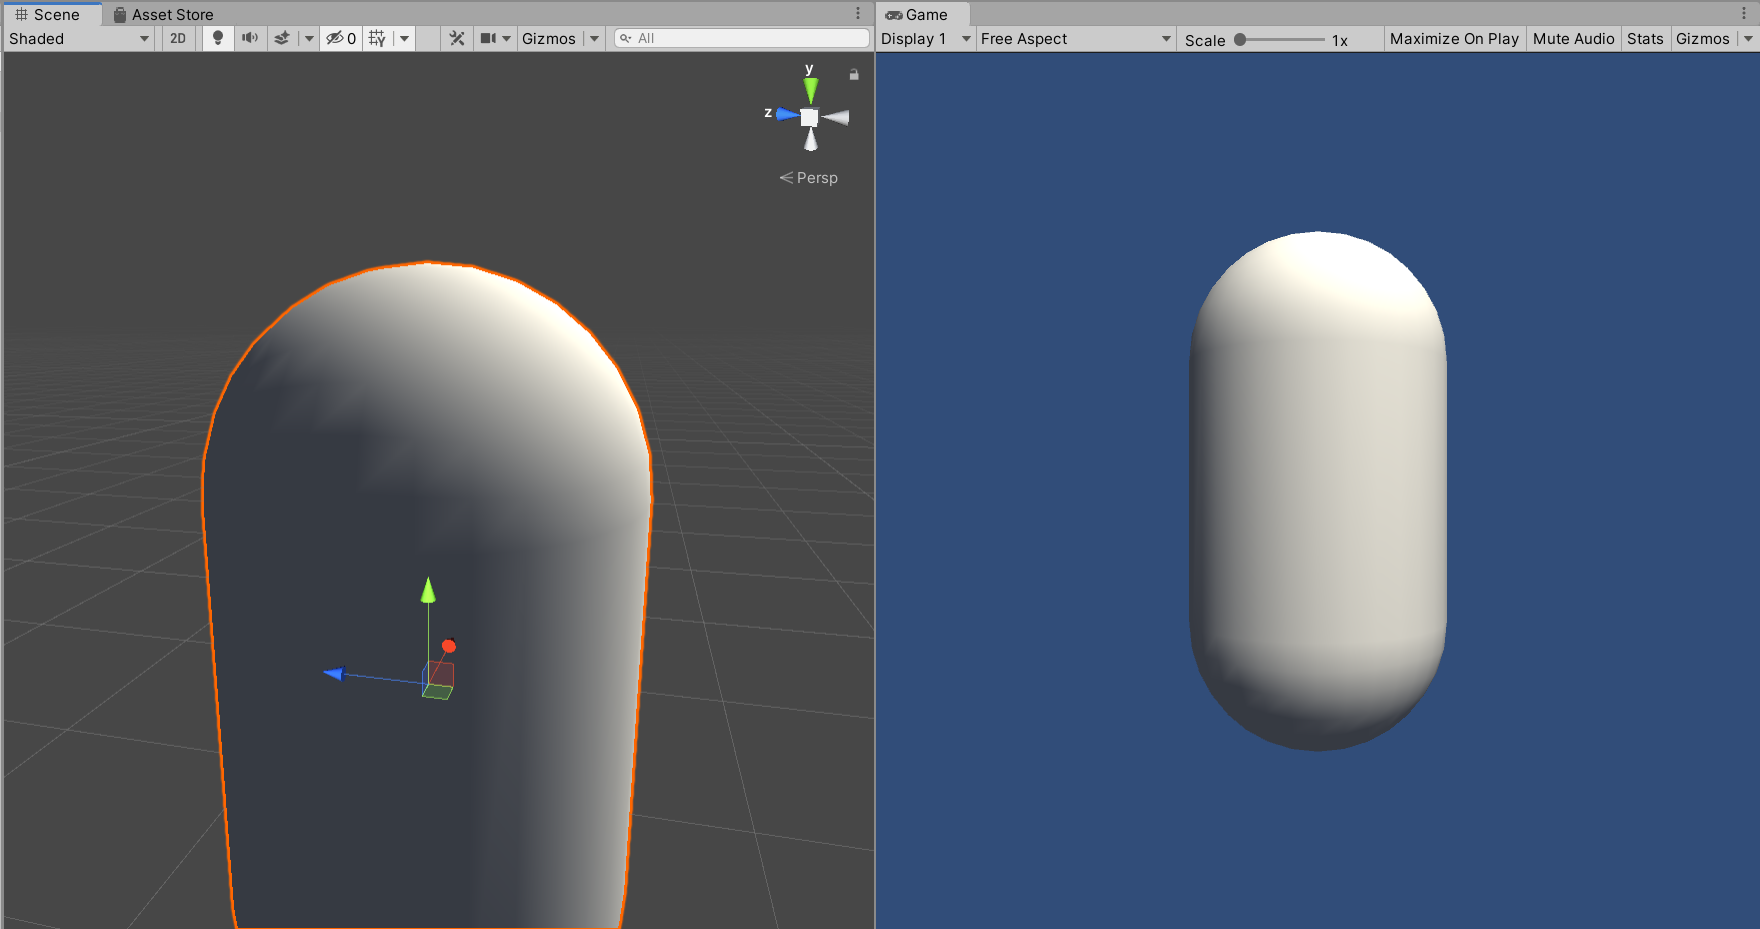 Scene
Asset Store
Game
Shaded
2D
0
Gizmos
All
Display 1
Free Aspect
Scale
1x
Maximize On Play
Mute Audio
Stats
Gizmos
y
z
Persp